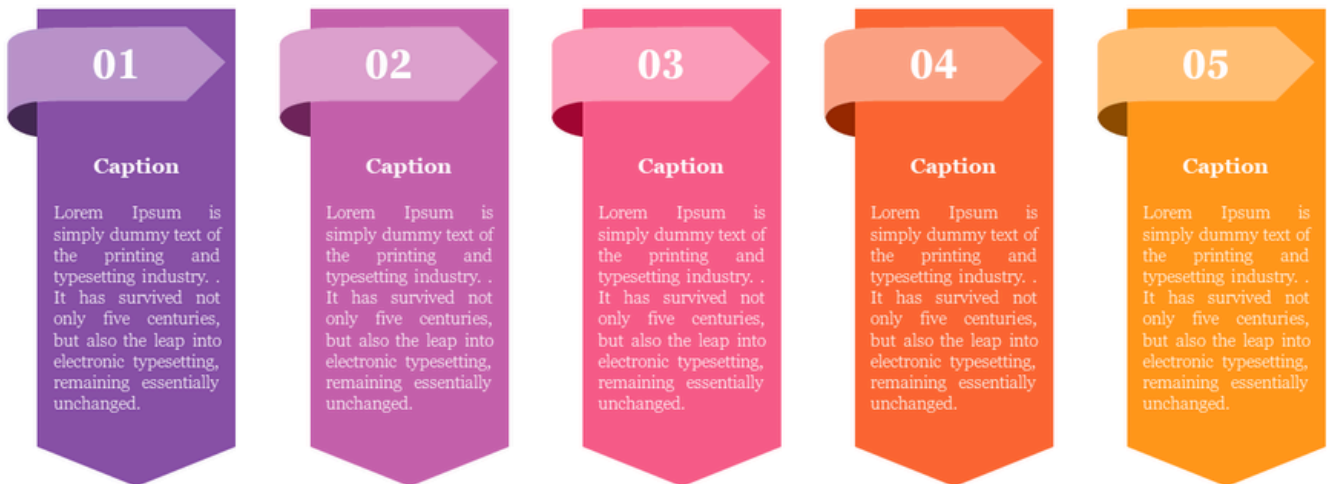 01
Caption
Lorem Ipsum is
simply dummy text of
the printing and
typesetting industry. .
It has survived not
only five centuries,
but also the leap into
electronic typesetting,
remaining essentially
unchanged.
02
Caption
Lorem Ipsum is
simply dummy text of
the printing and
typesetting industry. .
It has survived not
only five centuries,
but also the leap into
electronic typesetting,
remaining essentially
unchanged.
03
Caption
Lorem Ipsum is
simply dummy text of
the printing and
typesetting industry. .
It has survived not
only five centuries,
but also the leap into
electronic typesetting,
remaining essentially
unchanged.
04
Caption
Lorem Ipsum is
simply dummy text of
the printing and
typesetting industry. .
It has survived not
only five centuries,
but also the leap into
electronic typesetting,
remaining essentially
unchanged.
05
Caption
Lorem Ipsum is
simply dummy text of
the printing and
typesetting industry. .
It has survived not
only five centuries,
but also the leap into
electronic typesetting,
remaining essentially
unchanged.